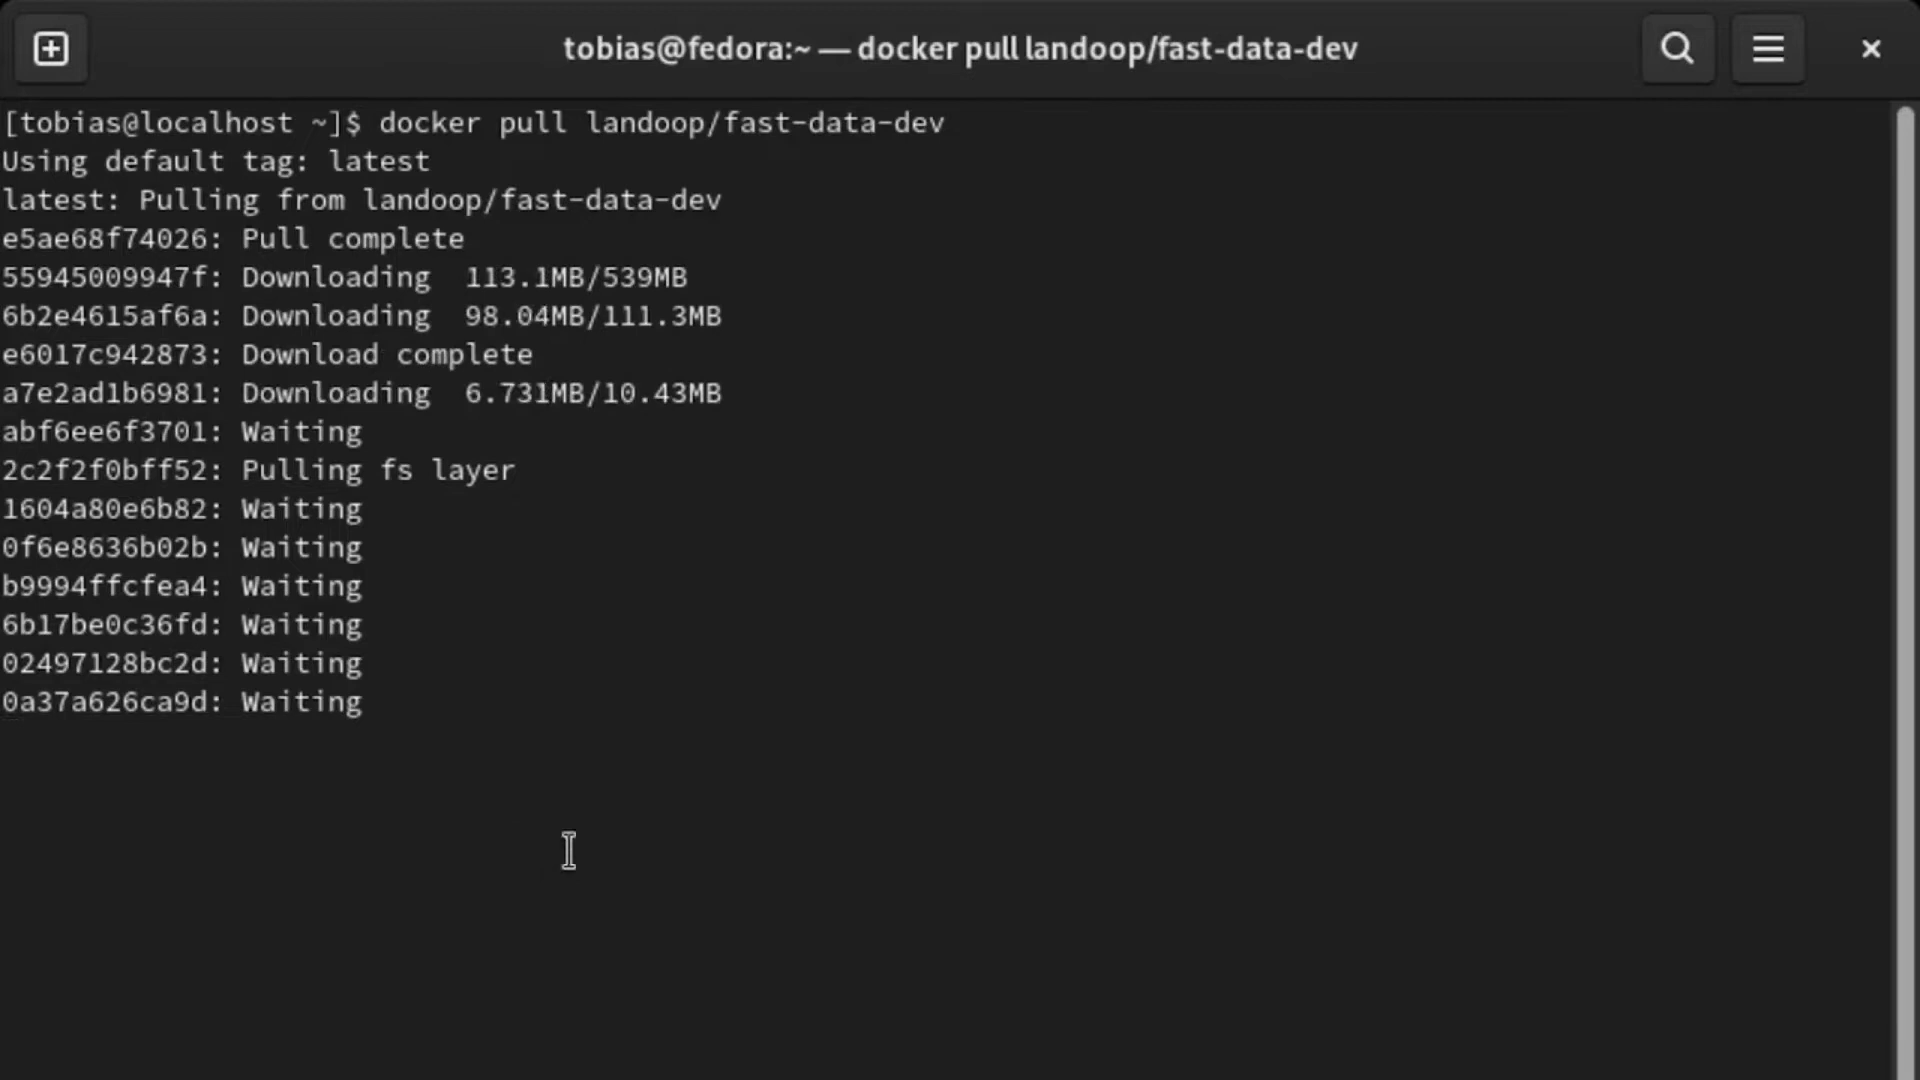 tobias@fedora:~ — docker pull landoop/fast-data-dev
[tobias@localhost ~]$ docker pull landoop/fast-data-dev
Using default tag: latest
latest: Pulling from landoop/fast-data-dev
e5ae68f74026: Pull complete
55945009947f: Downloading  113.1MB/539MB
6b2e4615af6a: Downloading  98.04MB/111.3MB
e6017c942873: Download complete
a7e2ad1b6981: Downloading  6.731MB/10.43MB
abf6ee6f3701: Waiting
2c2f2f0bff52: Pulling fs layer
1604a80e6b82: Waiting
0f6e8636b02b: Waiting
b9994ffcfea4: Waiting
6b17be0c36fd: Waiting
02497128bc2d: Waiting
0a37a626ca9d: Waiting